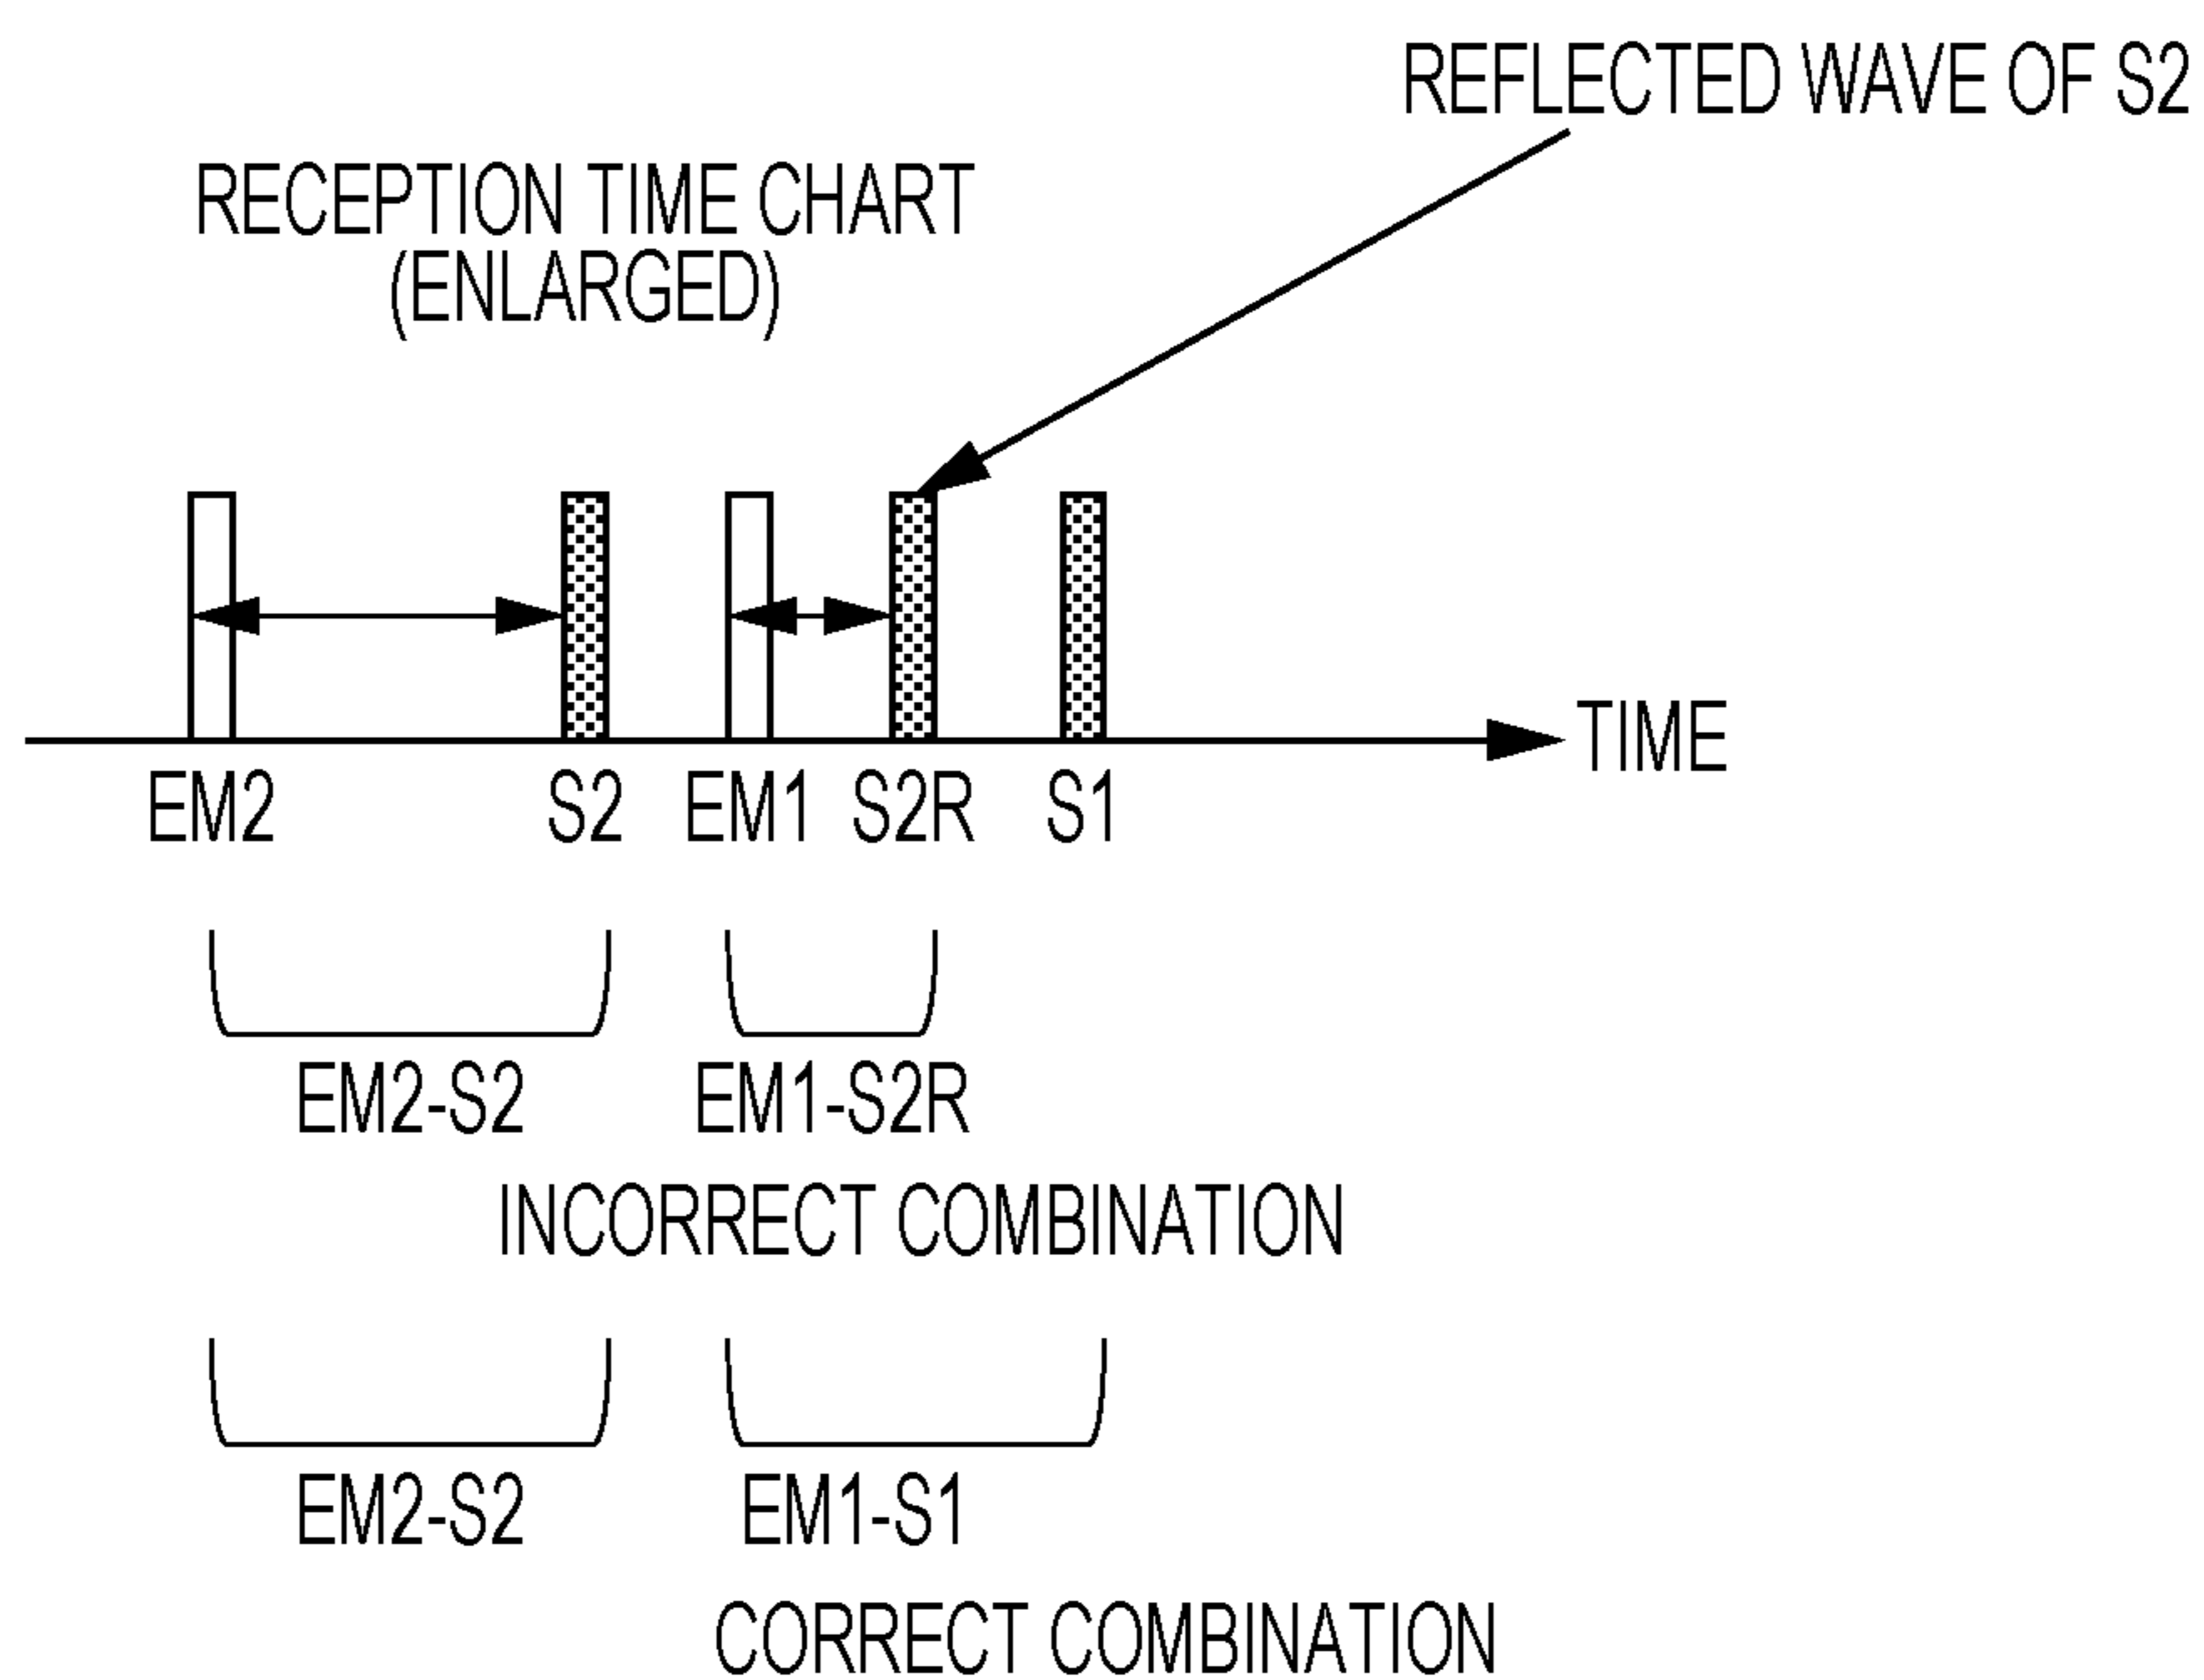 REFLECTED WAVE OF S2
RECEPTION TIME CHART
(ENLARGED)
TIME
EM2 S2 EM1 S2R S1
EM2-S2 EM1-S2R
INCORRECT COMBINATION
EM2-S2 EM1-S1
CORRECT COMBINATION